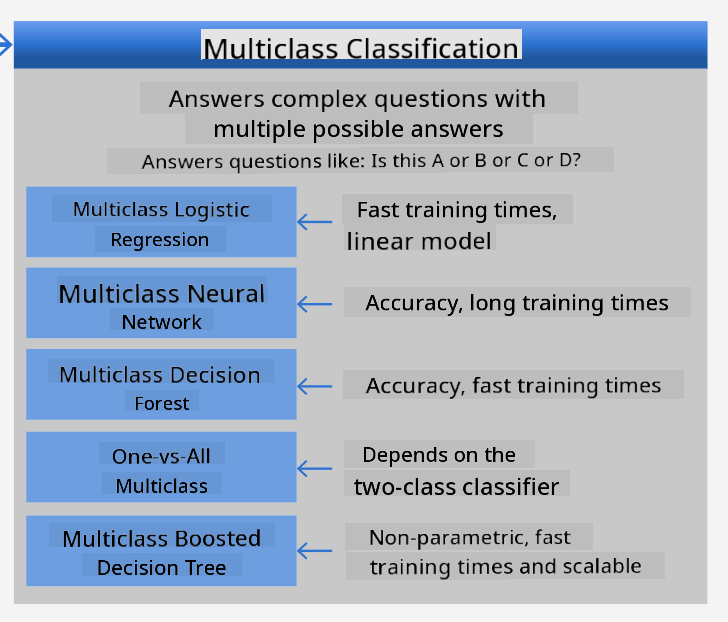 Multiclass Classification
Answers complex questions with
multiple possible answers
Answers questions like: Is this A or B or C or D?
Multiclass Logistic
Regression
Fast training times,
linear model
Multiclass Neural
Network
Accuracy, long training times
Multiclass Decision
Forest
Accuracy, fast training times
One-vs-All
Multiclass
Depends on the
two-class classifier
Multiclass Boosted
Decision Tree
Non-parametric, fast
training times and scalable